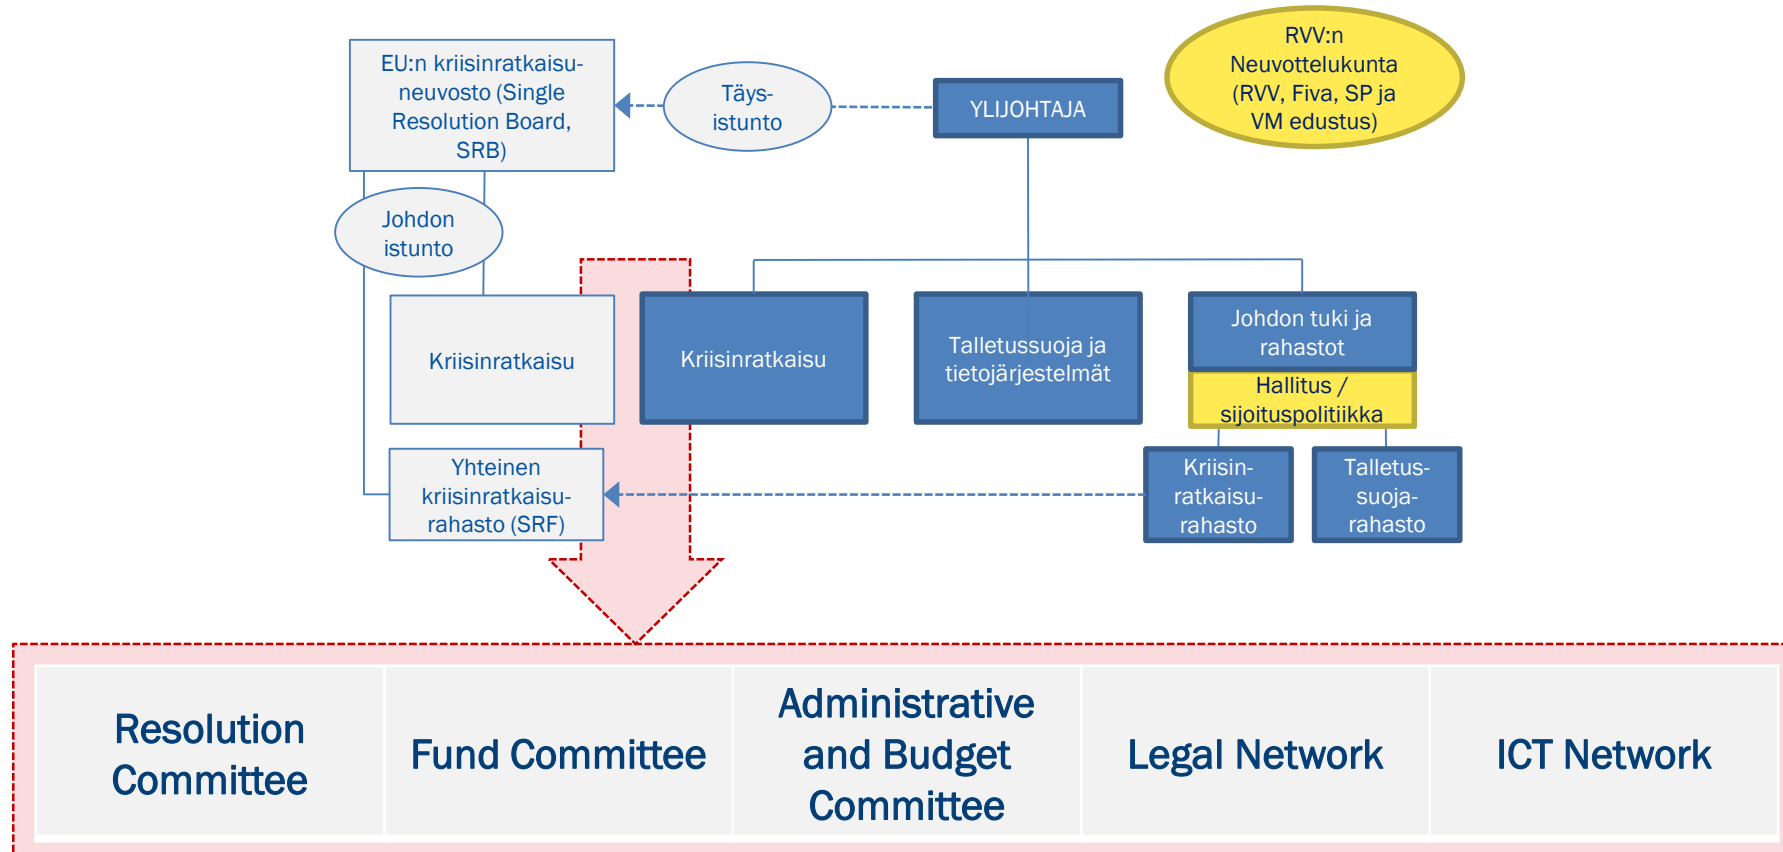 EU:n kriisinratkaisu-
neuvosto (Single
Resolution Board,
SRB)
Täys-
istunto
YLIJOHTAJA
RVV:n
Neuvottelukunta
(RVV, Fiva, SP ja
VM edustus)
Johdon
istunto
Kriisinratkaisu
Kriisinratkaisu
Talletussuoja ja
tietojärjestelmät
Johdon tuki ja
rahastot
Hallitus /
sijoituspolitiikka
Yhteinen
kriisinratkaisu-
rahasto (SRF)
Kriisin-
ratkaisu-
rahasto
Talletus-
suoja-
rahasto
Resolution
Committee
Fund Committee
Administrative
and Budget
Committee
Legal Network
ICT Network